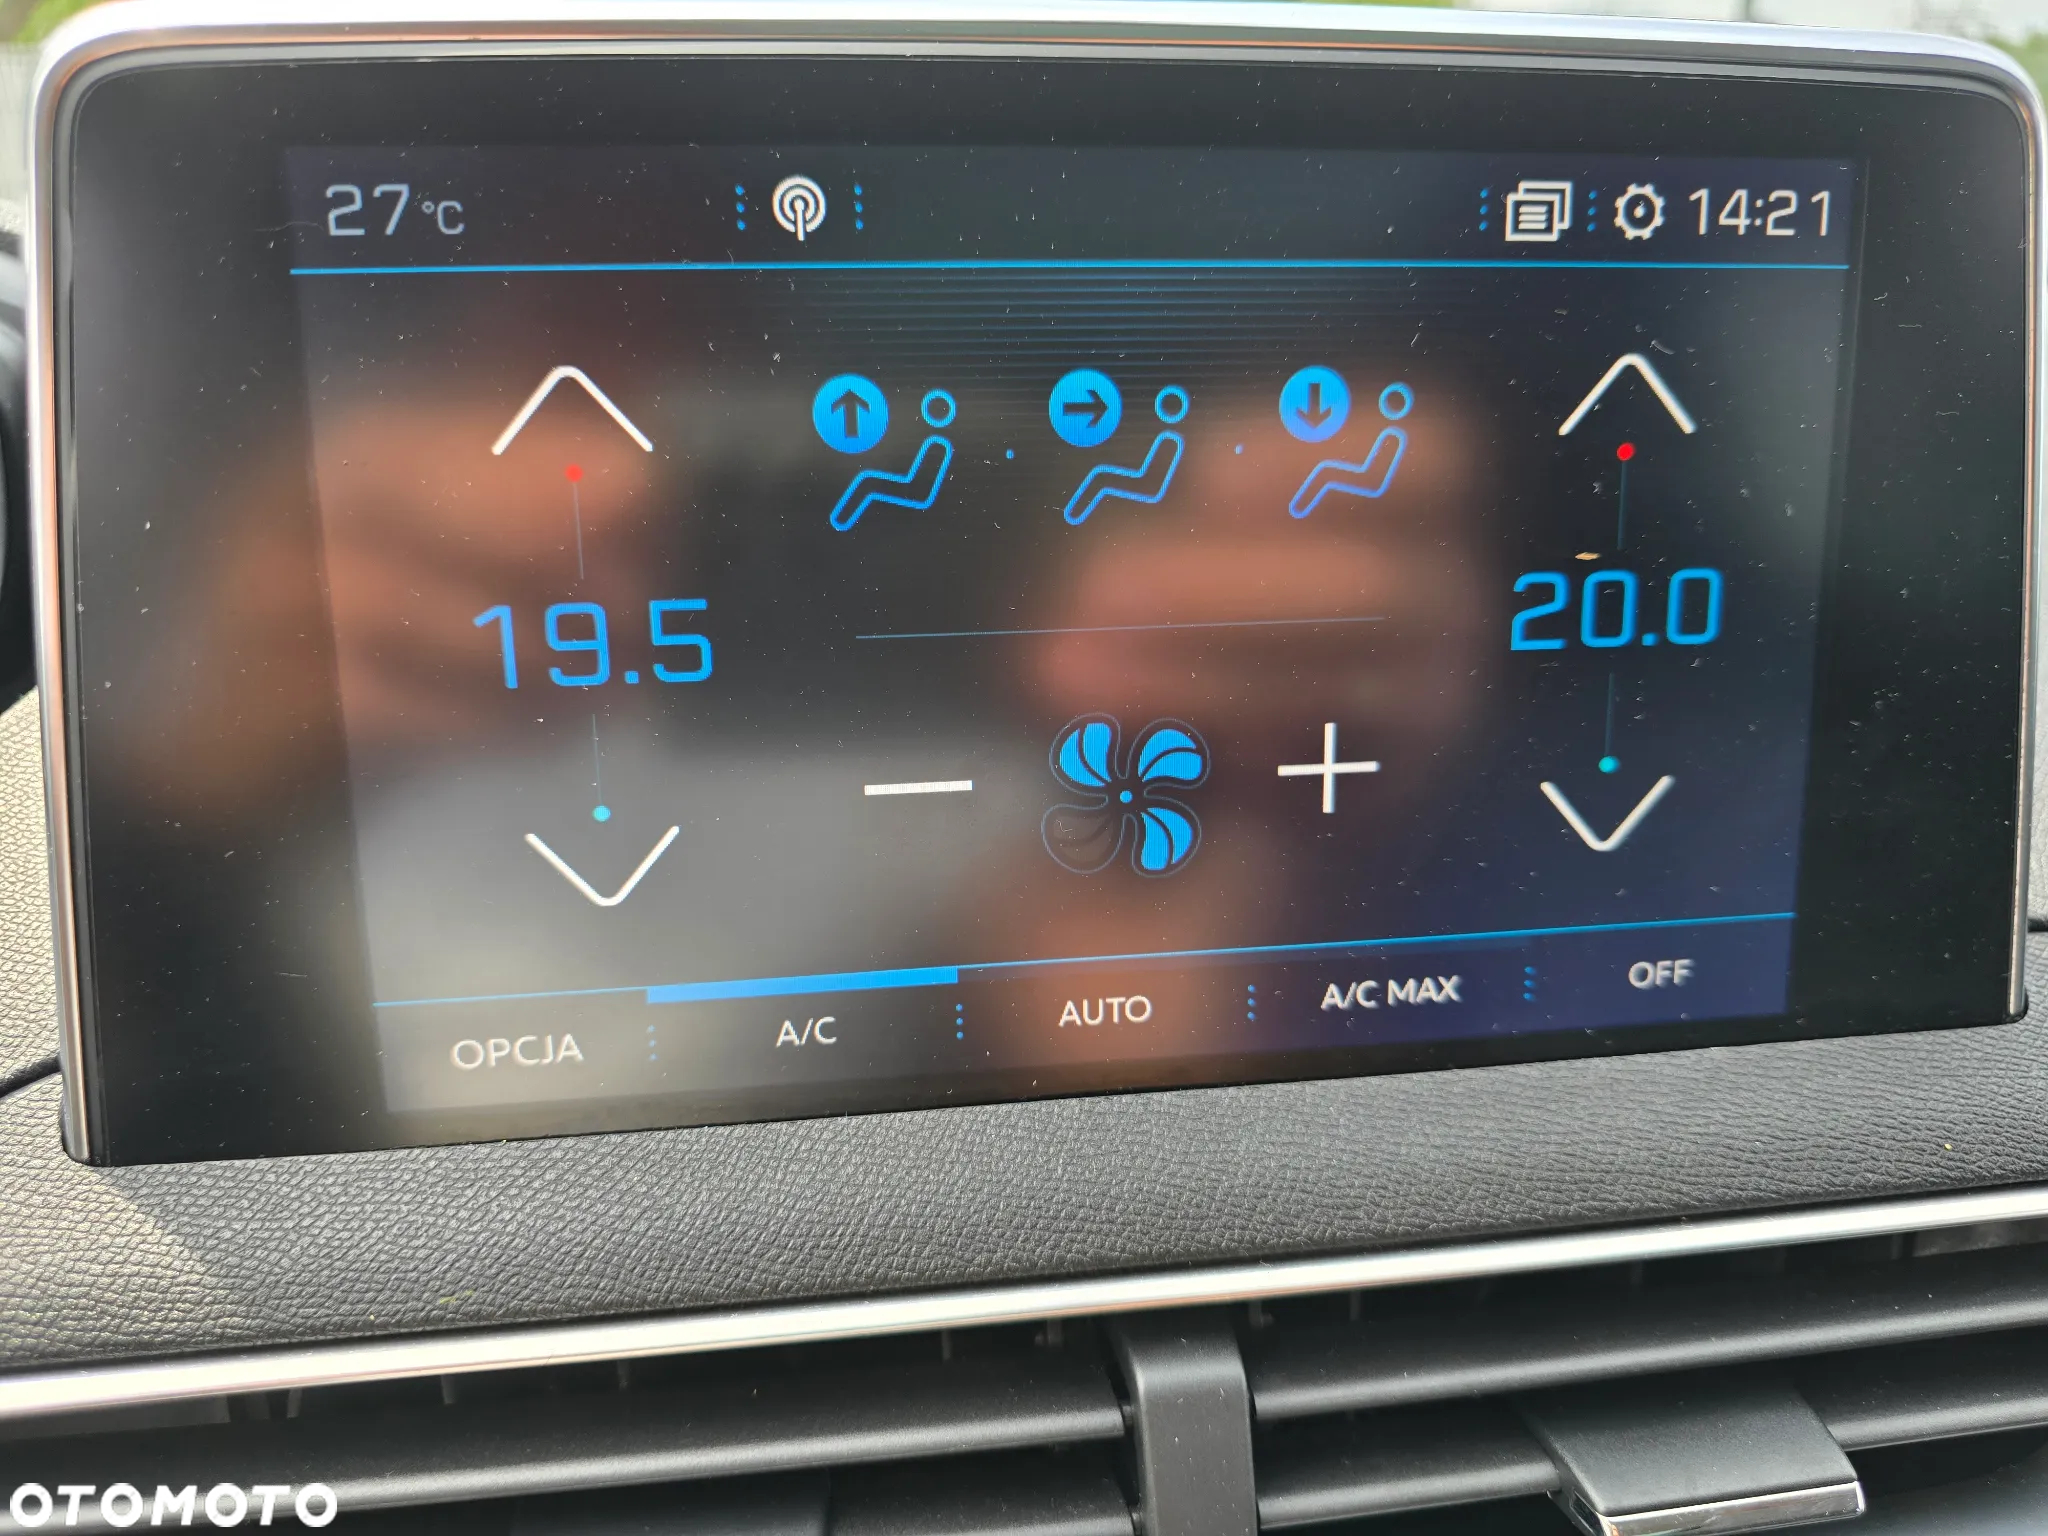 27 °C 14:21
19.5 20.0
OPCJA A/C AUTO A/C MAX OFF
OTOMOTO